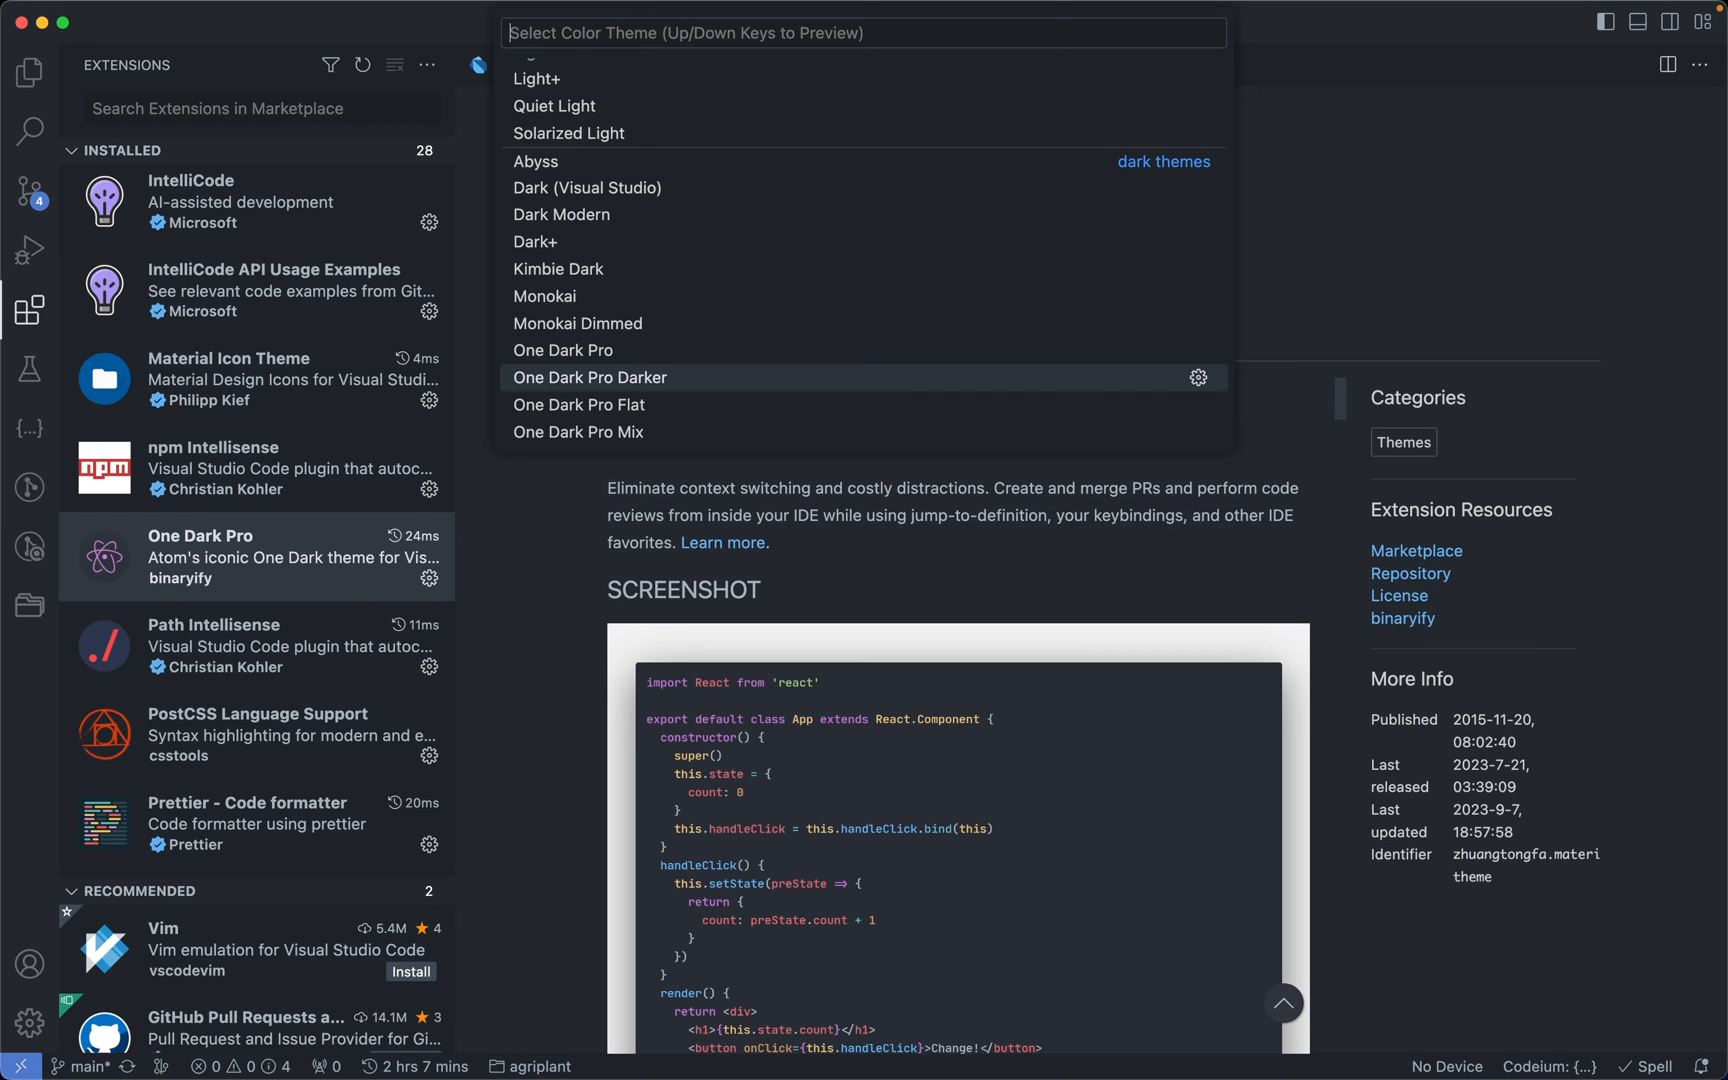 Select Color Theme (Up/Down Keys to Preview)
Light+
Quiet Light
Solarized Light
Abyss
dark themes
Dark (Visual Studio)
Dark Modern
Dark+
Kimbie Dark
Monokai
Monokai Dimmed
One Dark Pro
One Dark Pro Darker
One Dark Pro Flat
One Dark Pro Mix
EXTENSIONS
Search Extensions in Marketplace
INSTALLED 28
IntelliCode
AI-assisted development
Microsoft
IntelliCode API Usage Examples
See relevant code examples from Git...
Microsoft
Material Icon Theme 4ms
Material Design Icons for Visual Studi...
Philipp Kief
npm Intellisense
npm
Visual Studio Code plugin that autoc...
Christian Kohler
One Dark Pro 24ms
Atom's iconic One Dark theme for Vis...
binaryify
Path Intellisense 11ms
Visual Studio Code plugin that autoc...
Christian Kohler
PostCSS Language Support
Syntax highlighting for modern and e...
csstools
Prettier - Code formatter 20ms
Code formatter using prettier
Prettier
RECOMMENDED 2
Vim 5.4M 4
Vim emulation for Visual Studio Code
vscodevim Install
GitHub Pull Requests a... 14.1M 3
Pull Request and Issue Provider for Gi...
4
{...}
Eliminate context switching and costly distractions. Create and merge PRs and perform code
reviews from inside your IDE while using jump-to-definition, your keybindings, and other IDE
favorites. Learn more.
SCREENSHOT
import React from 'react'
export default class App extends React.Component {
constructor() {
super()
this.state = {
count: 0
}
this.handleClick = this.handleClick.bind(this)
}
handleClick() {
this.setState(preState ⇒ {
return {
count: preState.count + 1
}
})
}
render() {
return <div>
<h1>{this.state.count}</h1>
<button onClick={this.handleClick}>Change!</button>
Categories
Themes
Extension Resources
Marketplace
Repository
License
binaryify
More Info
Published 2015-11-20,
08:02:40
Last 2023-7-21,
released 03:39:09
Last 2023-9-7,
updated 18:57:58
Identifier zhuangtongfa.materi
theme
main* 0 0 4 0 2 hrs 7 mins agriplant No Device Codeium: {...} Spell